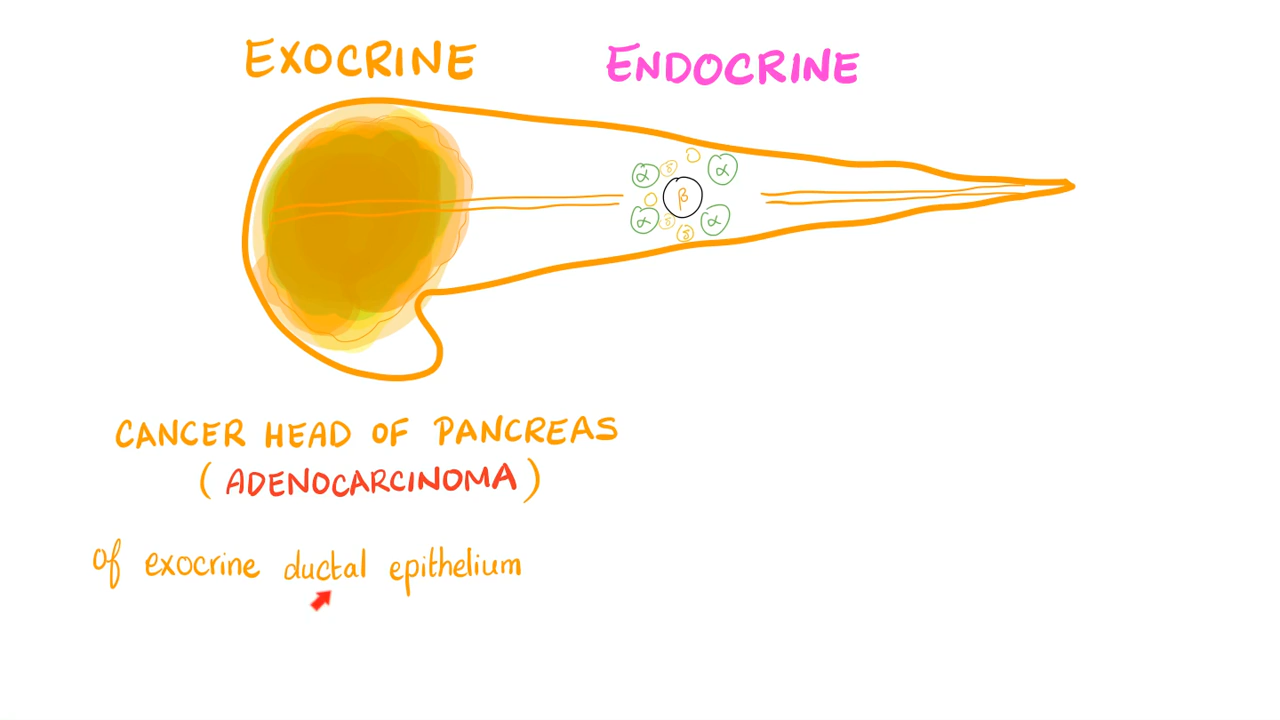 EXOCRINE ENDOCRINE
α δ α
β
α δ α
δ
CANCER HEAD OF PANCREAS
(ADENOCARCINOMA)
of exocrine ductal epithelium